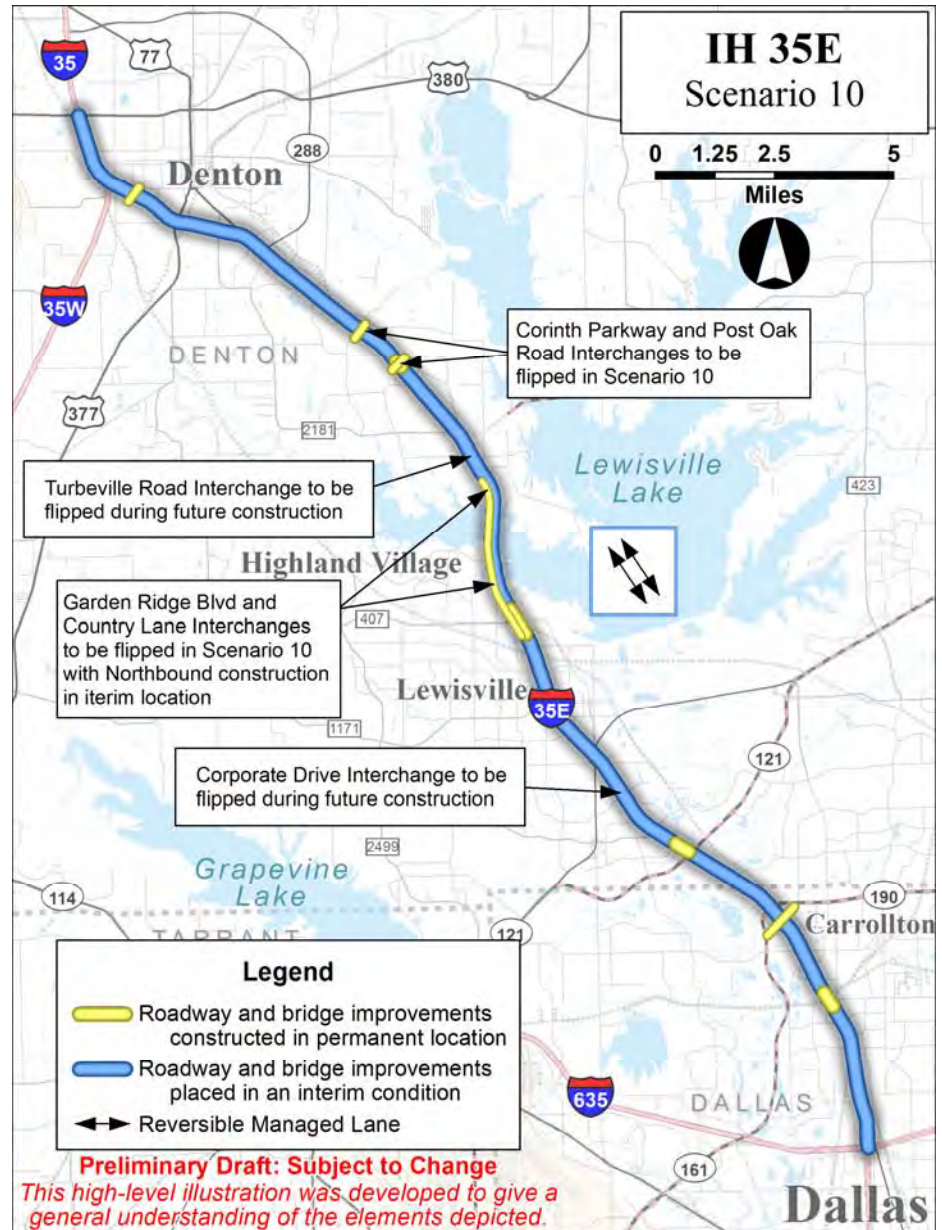 IH 35E
Scenario 10
0 1.25 2.5 5
Miles
35
77
380
288
Denton
35W
DENTON
377
Corinth Parkway and Post Oak
Road Interchanges to be
flipped in Scenario 10
2181
Lewisville
Lake
423
Turbeville Road Interchange to be
flipped during future construction
Highland Village
407
Garden Ridge Blvd and
Country Lane Interchanges
to be flipped in Scenario 10
with Northbound construction
in iterim location
Lewisville
35E
1171
121
Corporate Drive Interchange to be
flipped during future construction
2499
Grapevine
Lake
114
190
TARRANT
121
Carrollton
Legend
Roadway and bridge improvements
constructed in permanent location
Roadway and bridge improvements
placed in an interim condition
Reversible Managed Lane
635
DALLAS
161
Preliminary Draft: Subject to Change
This high-level illustration was developed to give a
general understanding of the elements depicted.
Dallas